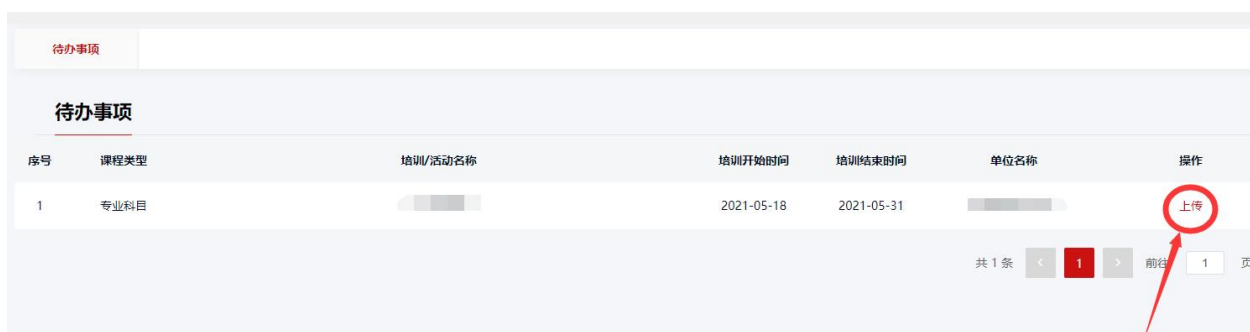 待办事项
待办事项
序号 课程类型 培训/活动名称 培训开始时间 培训结束时间 单位名称 操作
1 专业科目 2021-05-18 2021-05-31 上传
共 1 条 < 1 > 前往 1 页